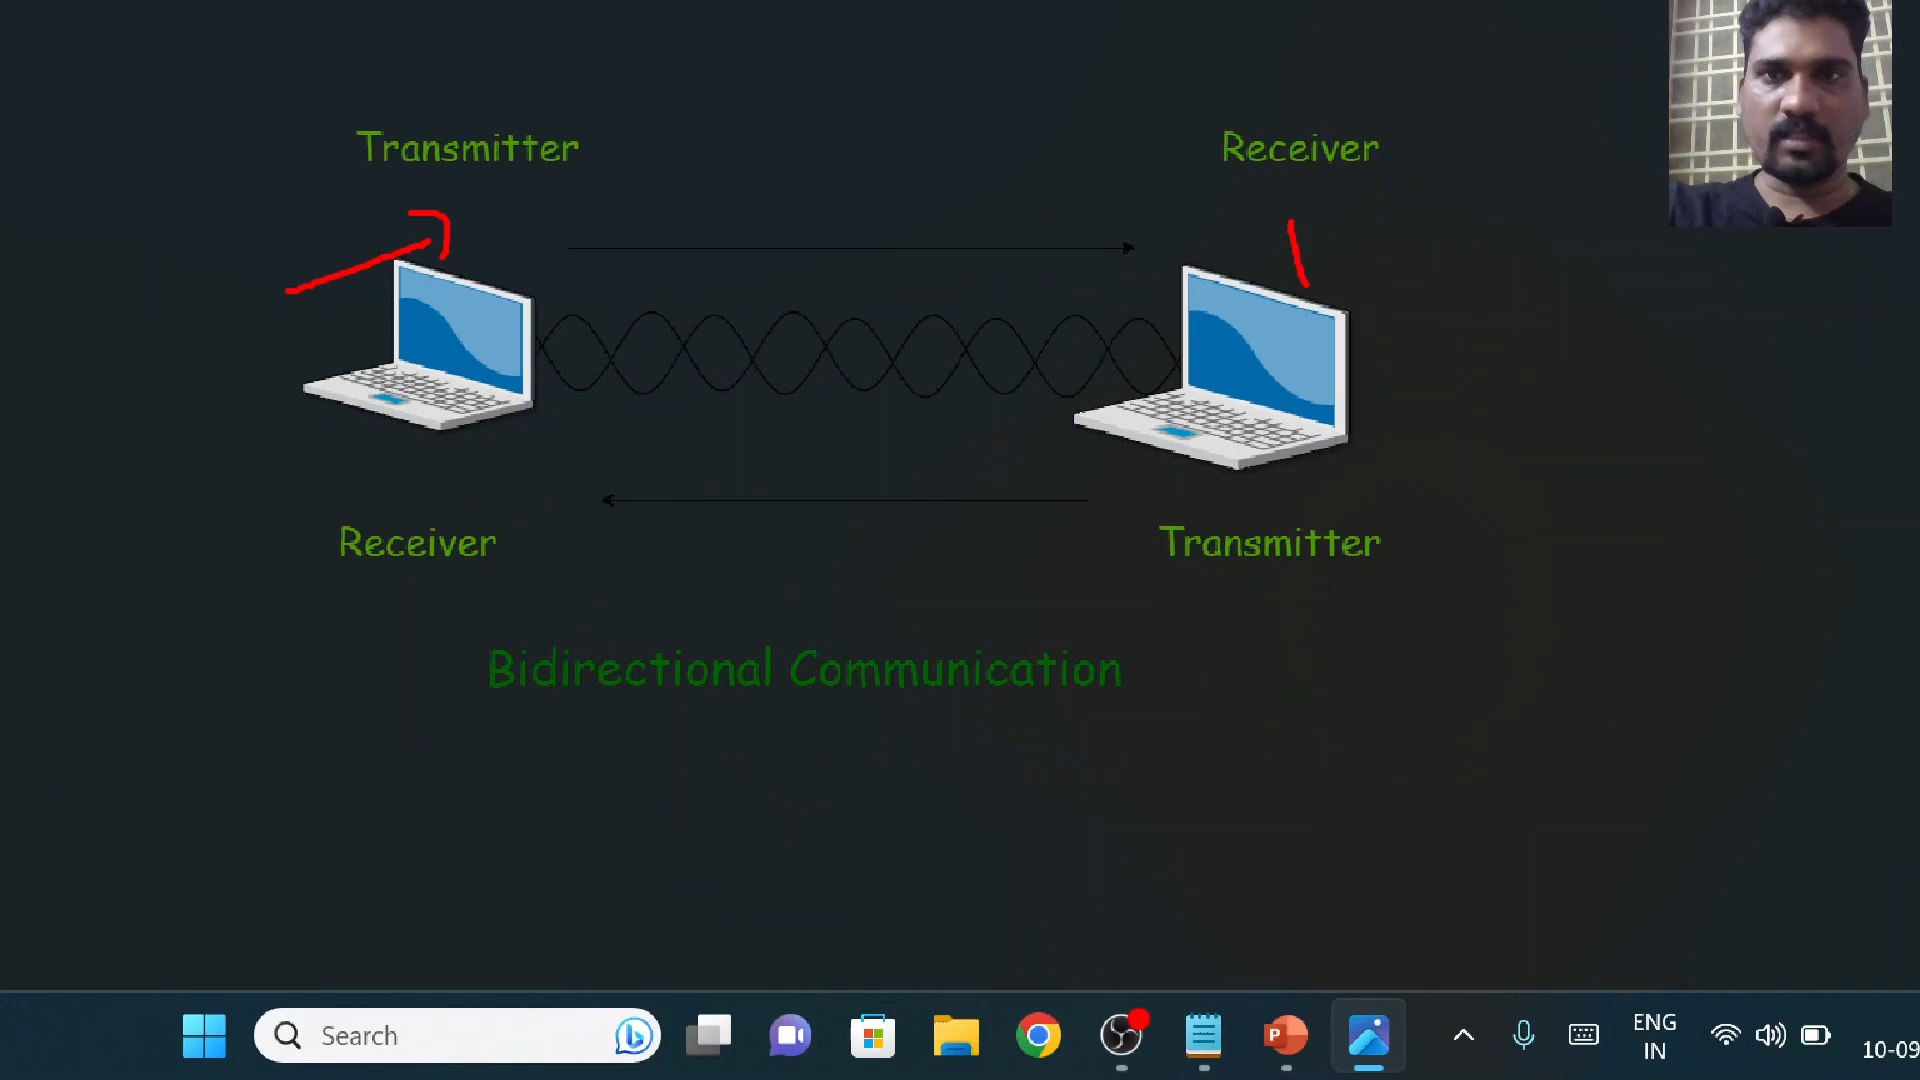 Transmitter
Receiver
Receiver
Transmitter
Bidirectional Communication
Search
P
ENG
IN
10-09